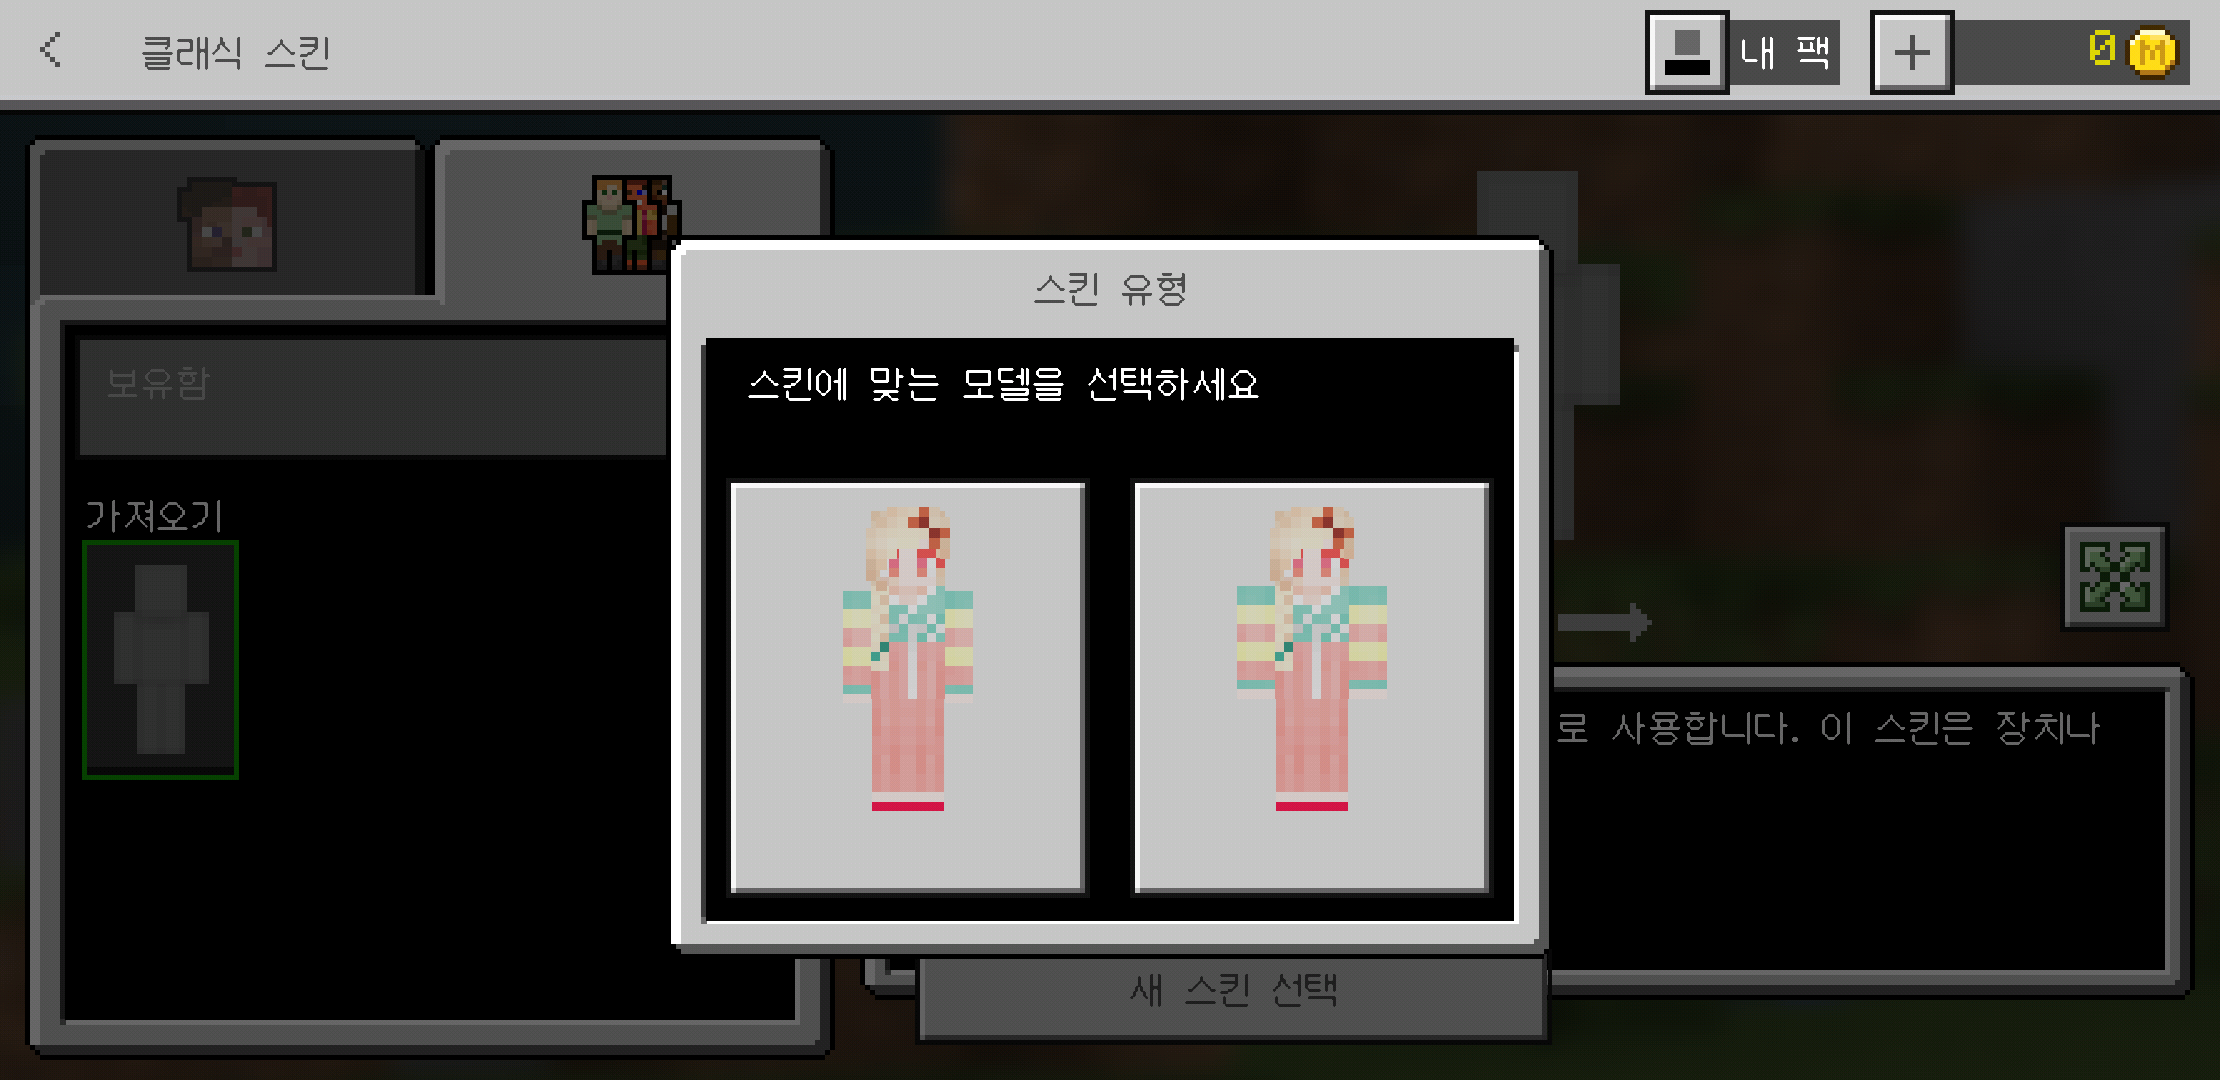 클래식 스킨
내 팩
0
스킨 유형
보유함
스킨에 맞는 모델을 선택하세요
가져오기
로 사용합니다. 이 스킨은 장치나
새 스킨 선택